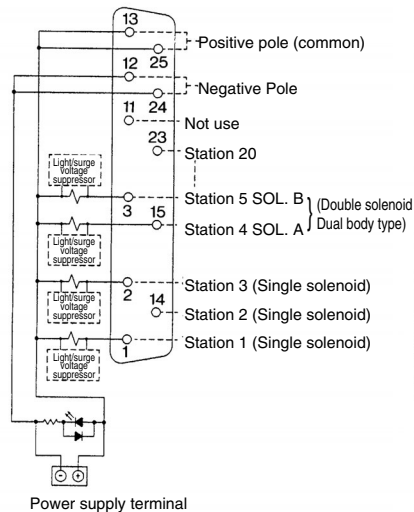 13
Positive pole (common)
25
12
Negative Pole
24
11
Not use
23
Station 20
Light/surge
voltage
suppressor
Station 5 SOL. B
3
15
(Double solenoid
Dual body type)
Station 4 SOL. A
Light/surge
voltage
suppressor
Station 3 (Single solenoid)
2
Light/surge
voltage
suppressor
14
Station 2 (Single solenoid)
Station 1 (Single solenoid)
1
Light/surge
voltage
suppressor
- +
Power supply terminal